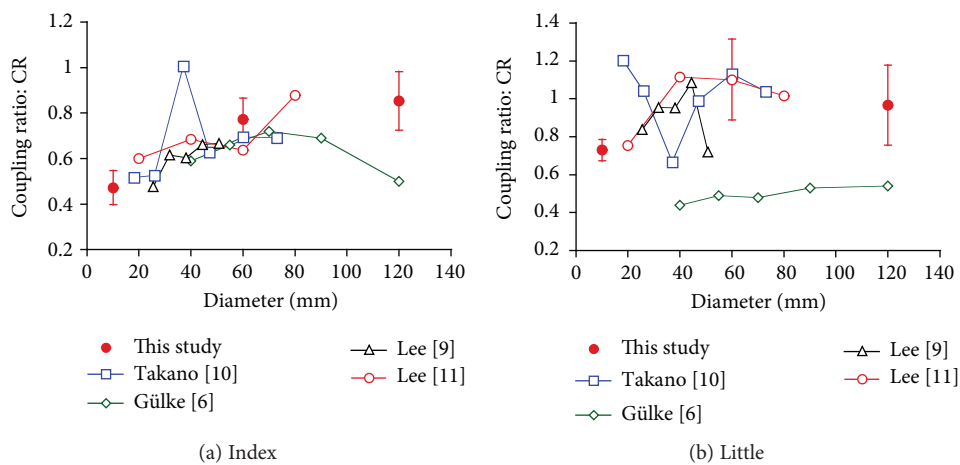 1.2
1
0.8
0.6
0.4
0.2
Coupling ratio: CR
0 20 40 60 80 100 120 140
Diameter (mm)
This study
Takano [10]
Gülke [6]
Lee [9]
Lee [11]
(a) Index
1.4
1.2
1
0.8
0.6
0.4
0.2
Coupling ratio: CR
0 20 40 60 80 100 120 140
Diameter (mm)
This study
Takano [10]
Gülke [6]
Lee [9]
Lee [11]
(b) Little